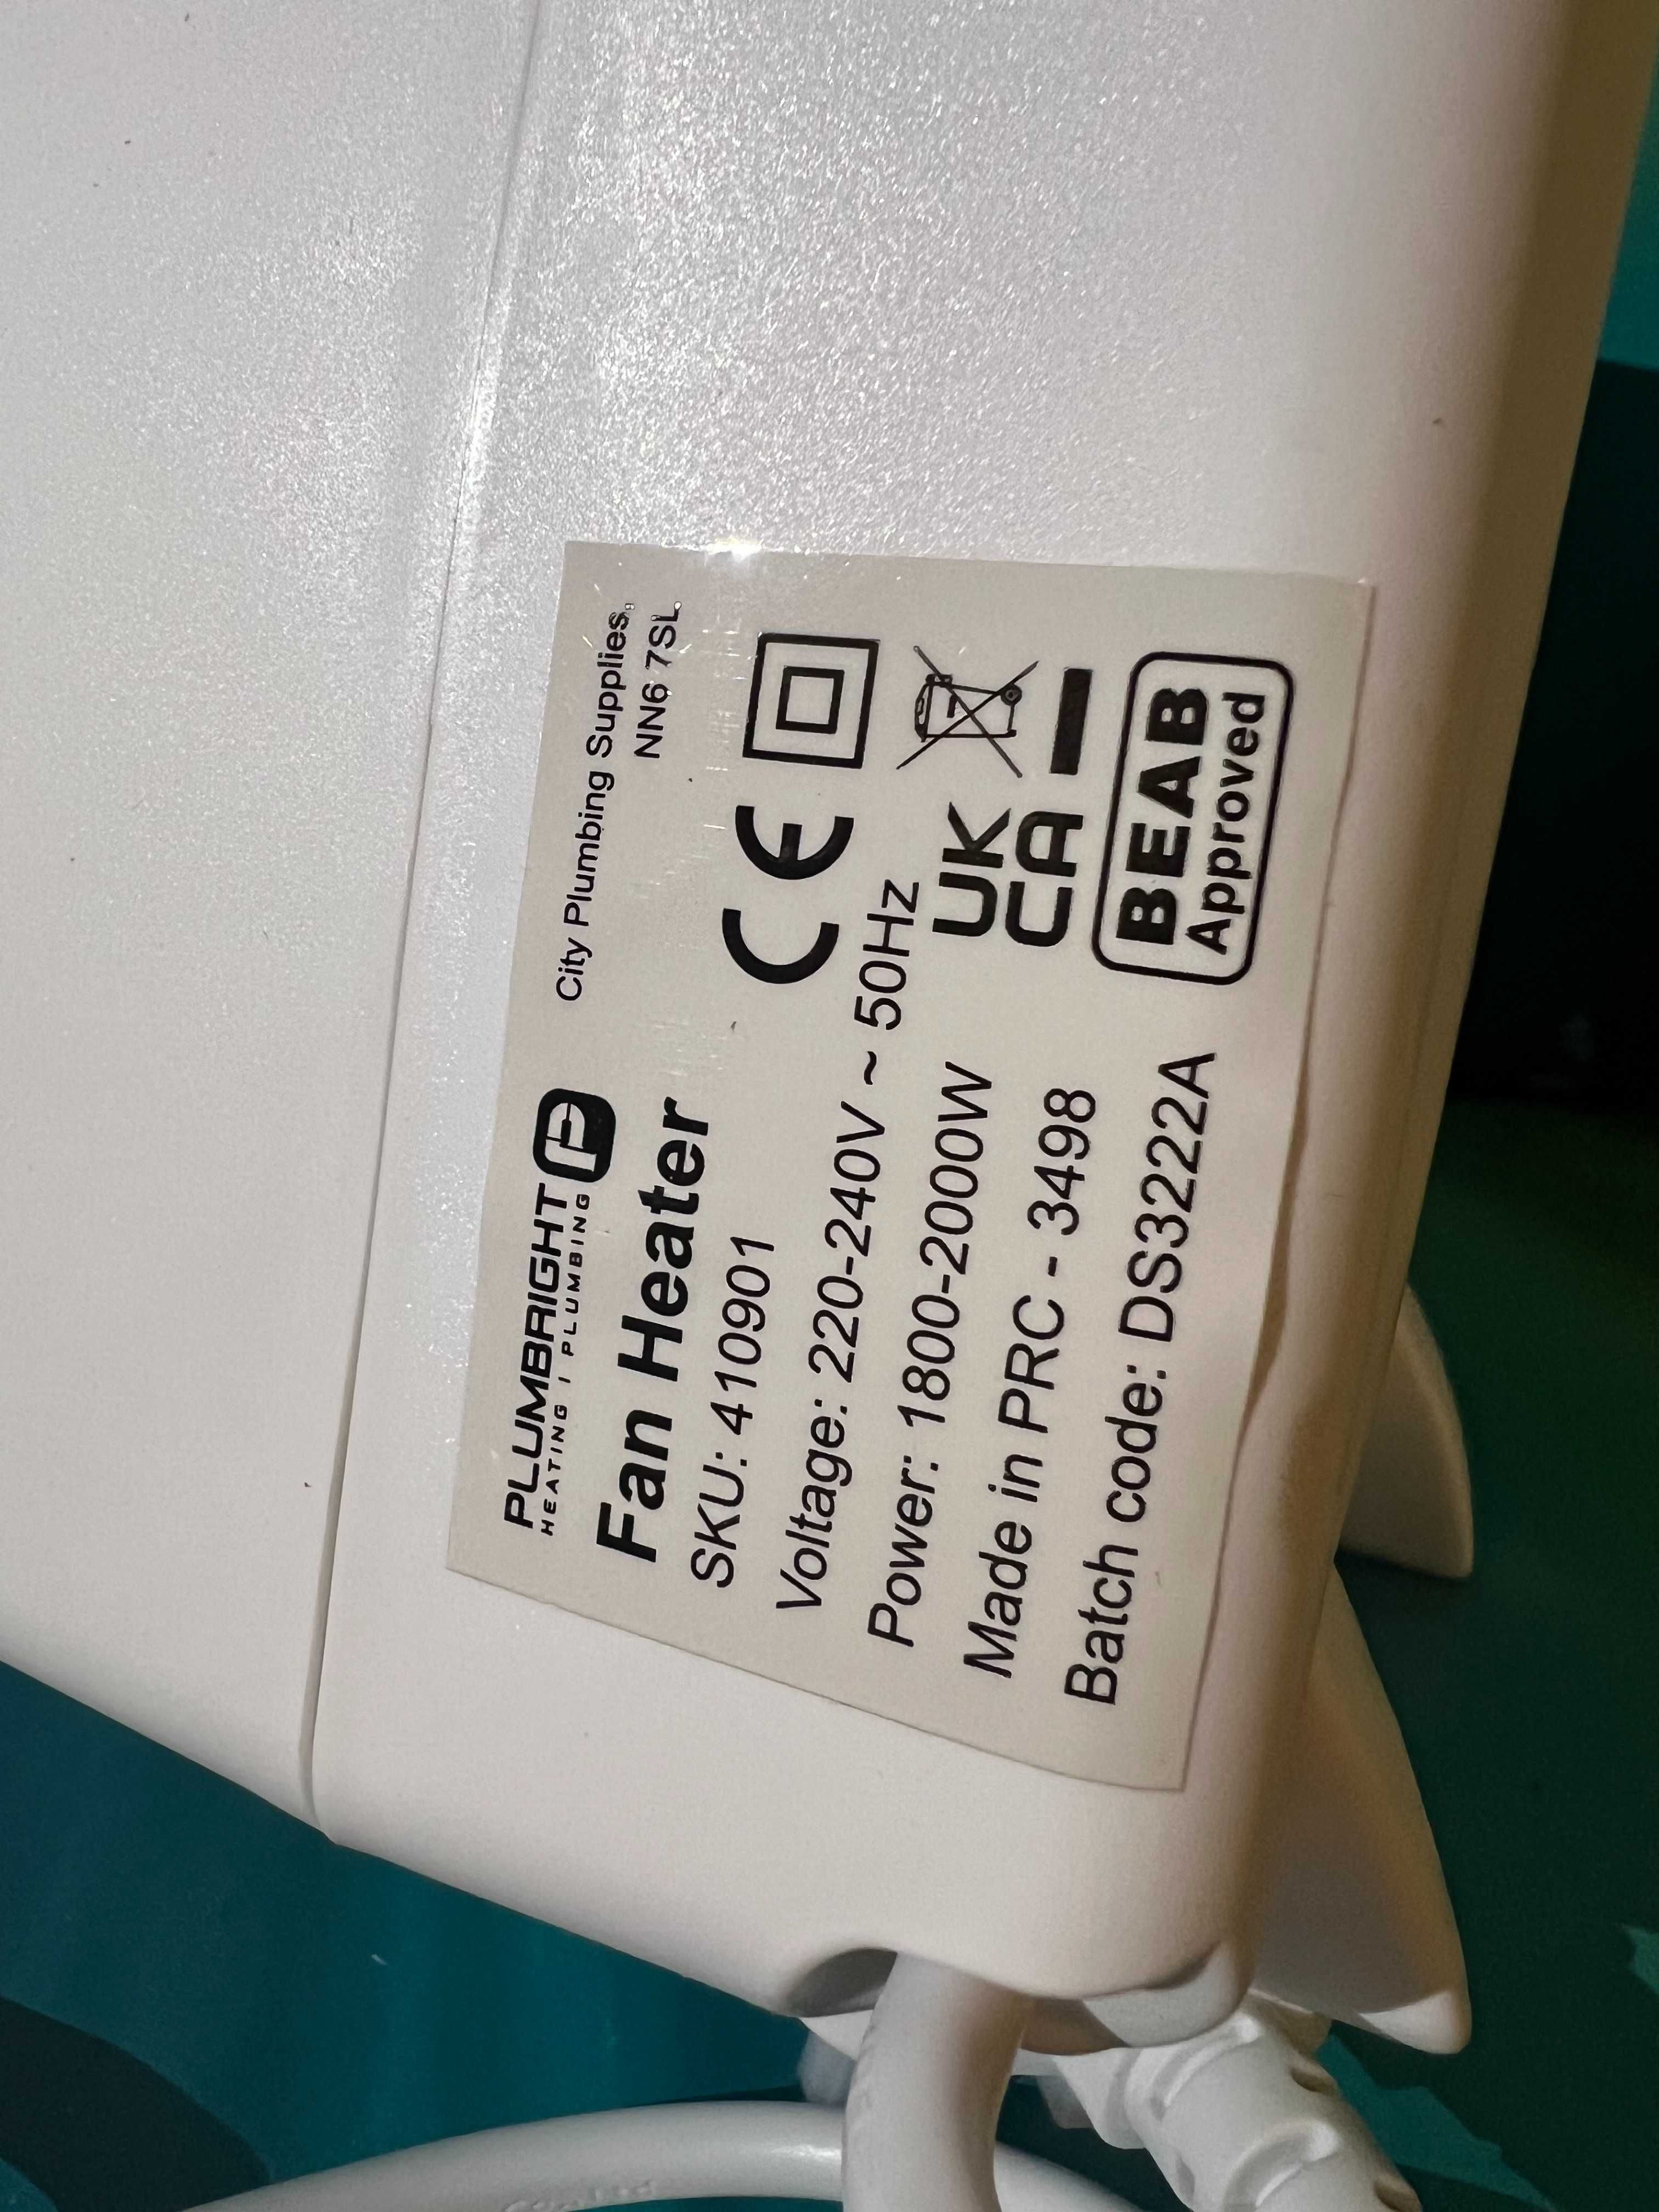 PLUMBRIGHT
HEATING | PLUMBING
City Plumbing Supplies,
NN6 7SL
Fan Heater
SKU: 410901
Voltage: 220-240V ~ 50Hz
Power: 1800-2000W
Made in PRC - 3498
Batch code: DS3222A
CE
UK
CA
BEAB
Approved